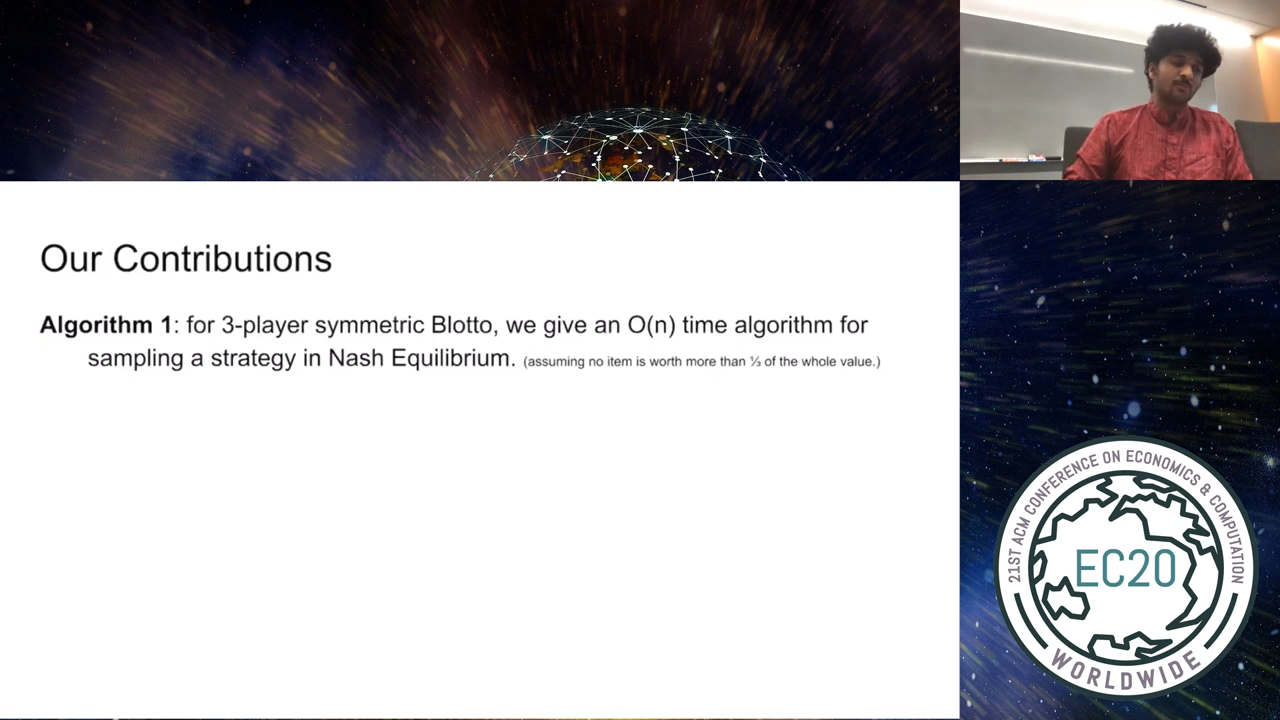 Our Contributions
Algorithm 1: for 3-player symmetric Blotto, we give an O(n) time algorithm for
sampling a strategy in Nash Equilibrium. (assuming no item is worth more than ⅓ of the whole value.)
21ST ACM CONFERENCE ON ECONOMICS & COMPUTATION
EC20
WORLDWIDE